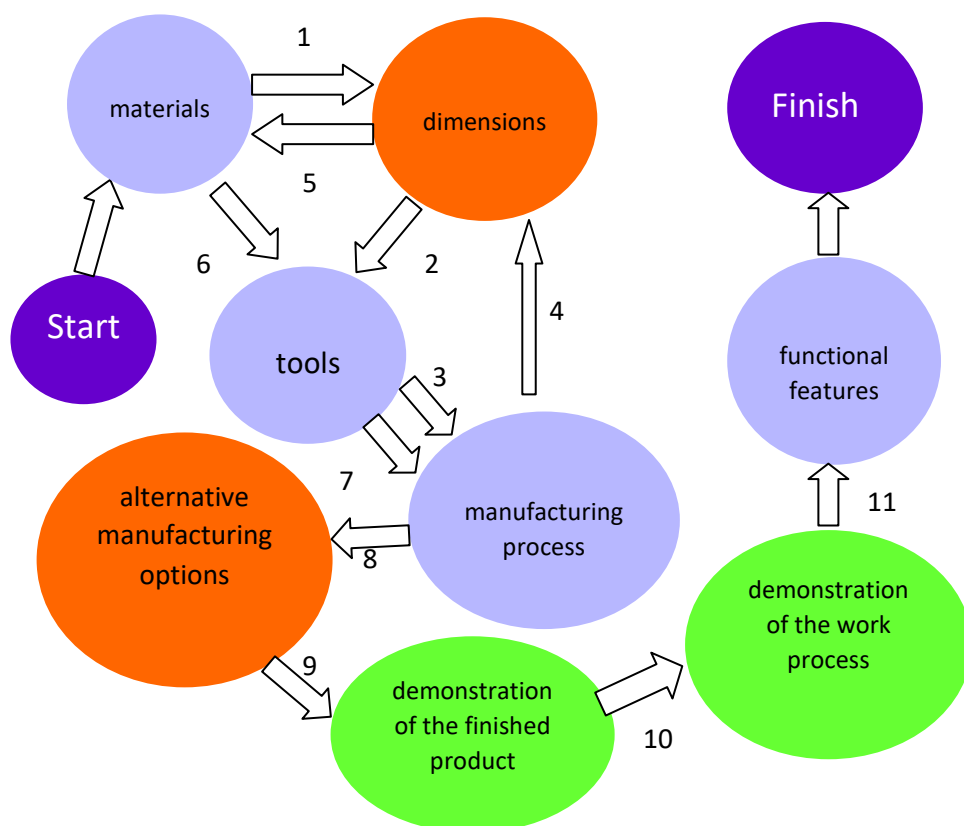 1
materials
dimensions
Finish
5
6
2
4
Start
tools
3
functional
features
7
alternative
manufacturing
options
manufacturing
process
8
11
demonstration
of the work
process
9
demonstration
of the finished
product
10